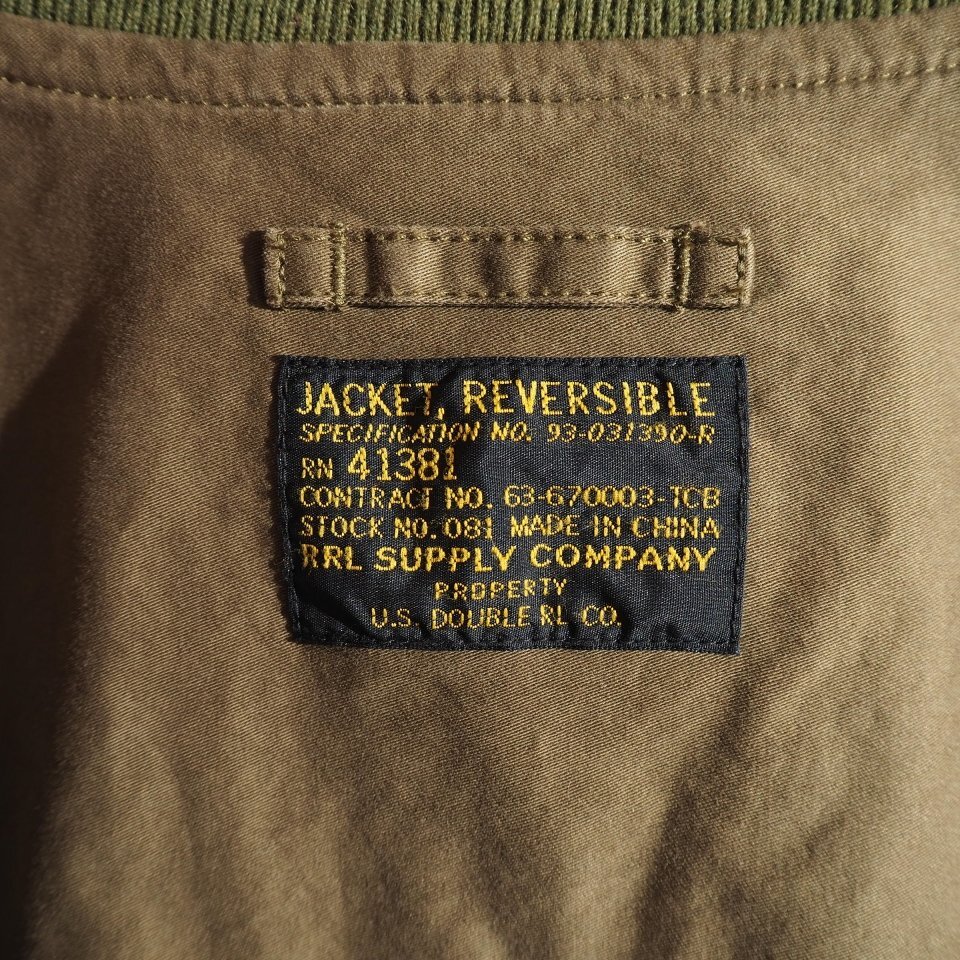 JACKET, REVERSIBLE
SPECIFICATION NO. 93-031390-R
RN 41381
CONTRACT NO. 63-670003-TCB
STOCK NO. 081 MADE IN CHINA
RRL SUPPLY COMPANY
PROPERTY
U.S. DOUBLE RL CO.